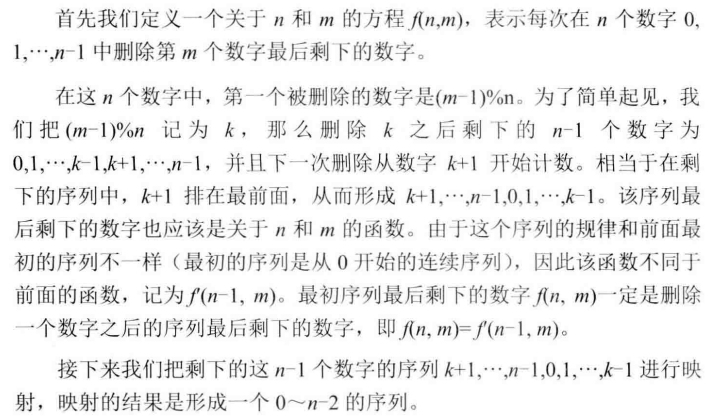 首先我们定义一个关于 n 和 m 的方程 f(n,m)，表示每次在 n 个数字 0,
1,⋯,n−1 中删除第 m 个数字最后剩下的数字。
在这 n 个数字中，第一个被删除的数字是(m−1)%n。为了简单起见，我
们把(m−1)%n 记为 k，那么删除 k 之后剩下的 n−1 个数字为
0,1,⋯,k−1,k+1,⋯,n−1，并且下一次删除从数字 k+1 开始计数。相当于在剩
下的序列中，k+1 排在最前面，从而形成 k+1,⋯,n−1,0,1,⋯,k−1。该序列最
后剩下的数字也应该是关于 n 和 m 的函数。由于这个序列的规律和前面最
初的序列不一样（最初的序列是从 0 开始的连续序列），因此该函数不同于
前面的函数，记为 f'(n−1, m)。最初序列最后剩下的数字 f(n, m)一定是删除
一个数字之后的序列最后剩下的数字，即 f(n, m)= f'(n−1, m)。
接下来我们把剩下的这 n−1 个数字的序列 k+1,⋯,n−1,0,1,⋯,k−1 进行映
射，映射的结果是形成一个 0～n−2 的序列。